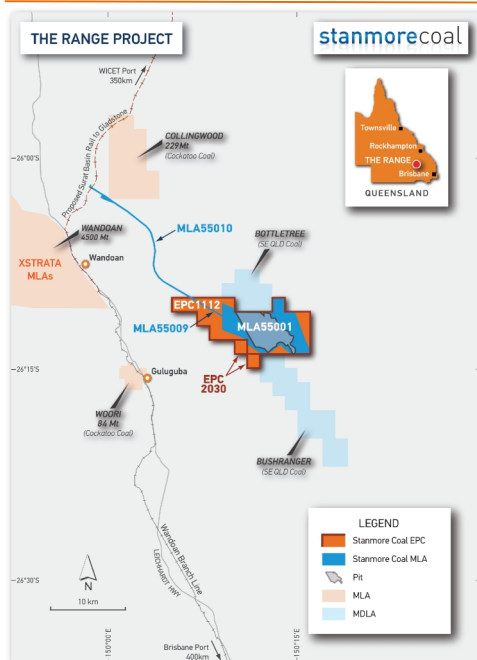 THE RANGE PROJECT
stanmorecoal
WICET Port
350km
Proposed Surat Basin Rail to Gladstone
COLLINGWOOD
229 Mt
(Cockatoo Coal)
Townsville
Rockhampton
THE RANGE
Brisbane
QUEENSLAND
-26°00'S
MLA55010
WANDOAN
4500 Mt
XSTRATA
MLAs
Wandoan
BOTTLETREE
(SE QLD Coal)
EPC1112
MLA55009
MLA55001
-26°15'S
Guluguba
EPC
2030
WOORI
84 Mt
(Cockatoo Coal)
BUSHRANGER
(SE QLD Coal)
Wandoan Branch Line
LEICHHARDT HWY
LEGEND
Stanmore Coal EPC
Stanmore Coal MLA
Pit
MLA
MDLA
-26°30'S
N
10 km
150°00'E
150°15'E
Brisbane Port
400km